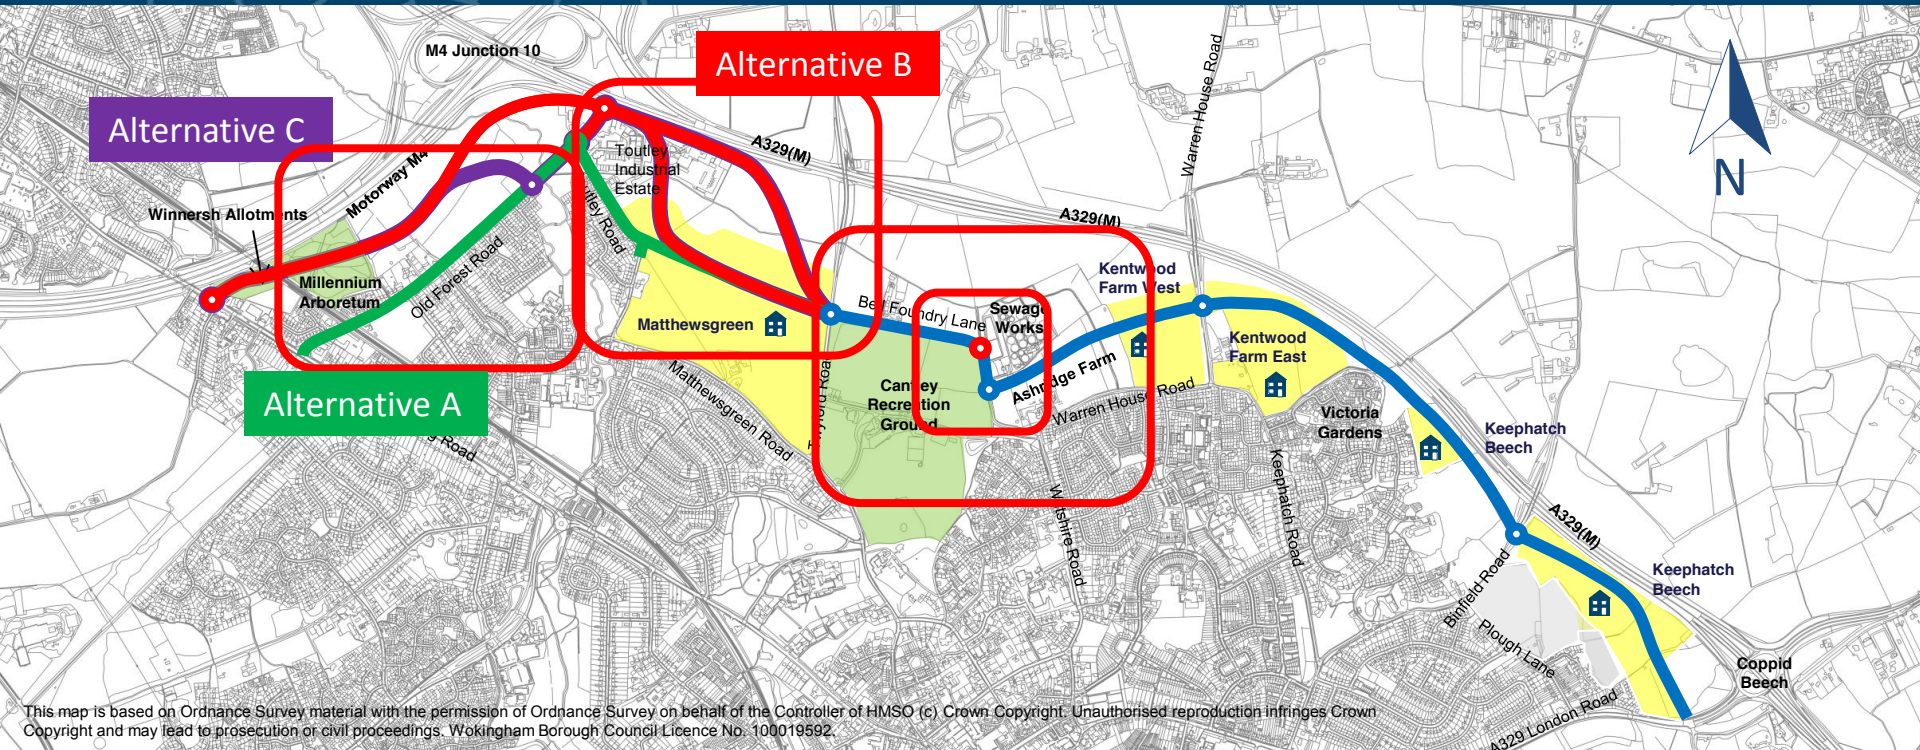 M4 Junction 10
Alternative B
Alternative C
Warren House Road
A329(M)
Toutley
Industrial
Estate
Motorway M4
Winnersh Allotments
A329(M)
Millennium
Arboretum
Old Forest Road
Road
Kentwood
Farm West
Bell Foundry Lane
Sewage
Works
Matthewsgreen
Kentwood
Farm East
Ashridge Farm
Cantley
Recreation
Ground
Warren House Road
Alternative A
Matthewsgreen Road
Road
Victoria
Gardens
Keephatch
Beech
Road
Wiltshire Road
Keephatch Road
A329(M)
Keephatch
Beech
Binfield Road
Plough Lane
Coppid
Beech
A329 London Road
N
This map is based on Ordnance Survey material with the permission of Ordnance Survey on behalf of the Controller of HMSO (c) Crown Copyright. Unauthorised reproduction infringes Crown
Copyright and may lead to prosecution or civil proceedings. Wokingham Borough Council Licence No. 100019592.